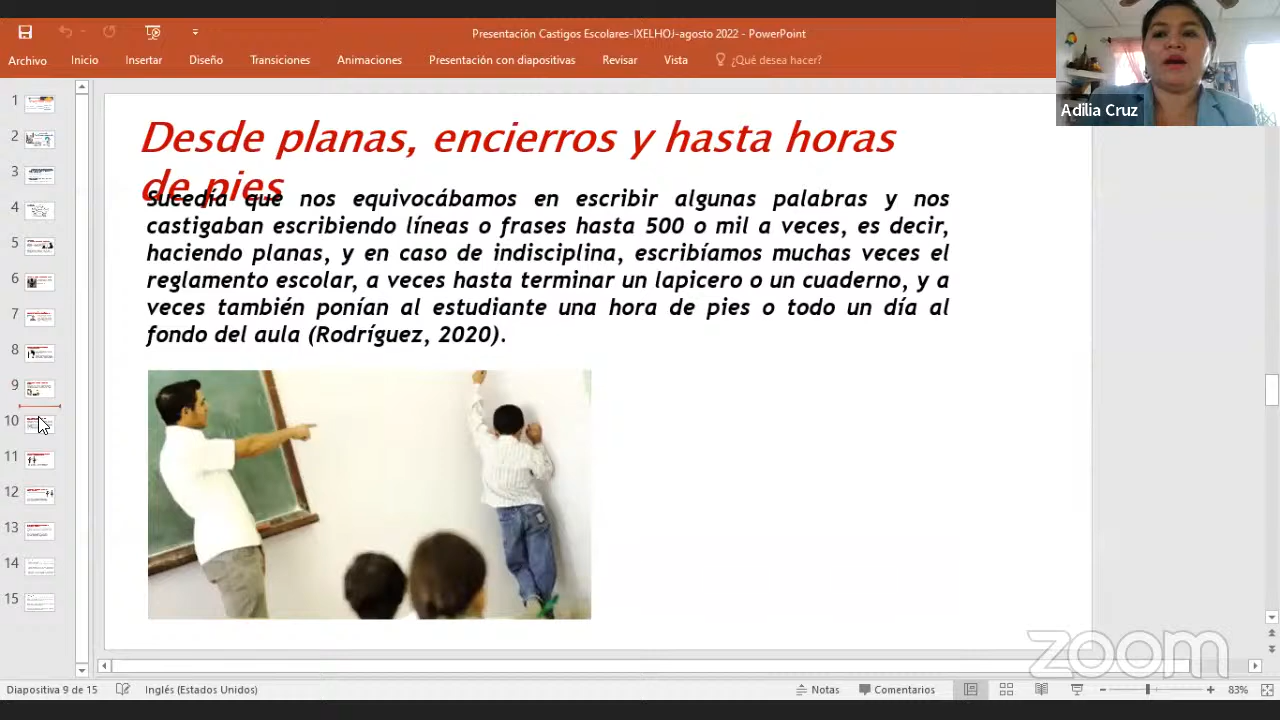 Presentación Castigos Escolares-IXELHOJ-agosto 2022 - PowerPoint
Archivo Inicio Insertar Diseño Transiciones Animaciones Presentación con diapositivas Revisar Vista ¿Qué desea hacer?
Adilia Cruz
1
2
3
4
5
6
7
8
9
10
11
12
13
14
15
Desde planas, encierros y hasta horas
de pies
Sucedía que nos equivocábamos en escribir algunas palabras y nos
castigaban escribiendo líneas o frases hasta 500 o mil a veces, es decir,
haciendo planas, y en caso de indisciplina, escribíamos muchas veces el
reglamento escolar, a veces hasta terminar un lapicero o un cuaderno, y a
veces también ponían al estudiante una hora de pies o todo un día al
fondo del aula (Rodríguez, 2020).
zoom
Diapositiva 9 de 15 Inglés (Estados Unidos) Notas Comentarios 83%